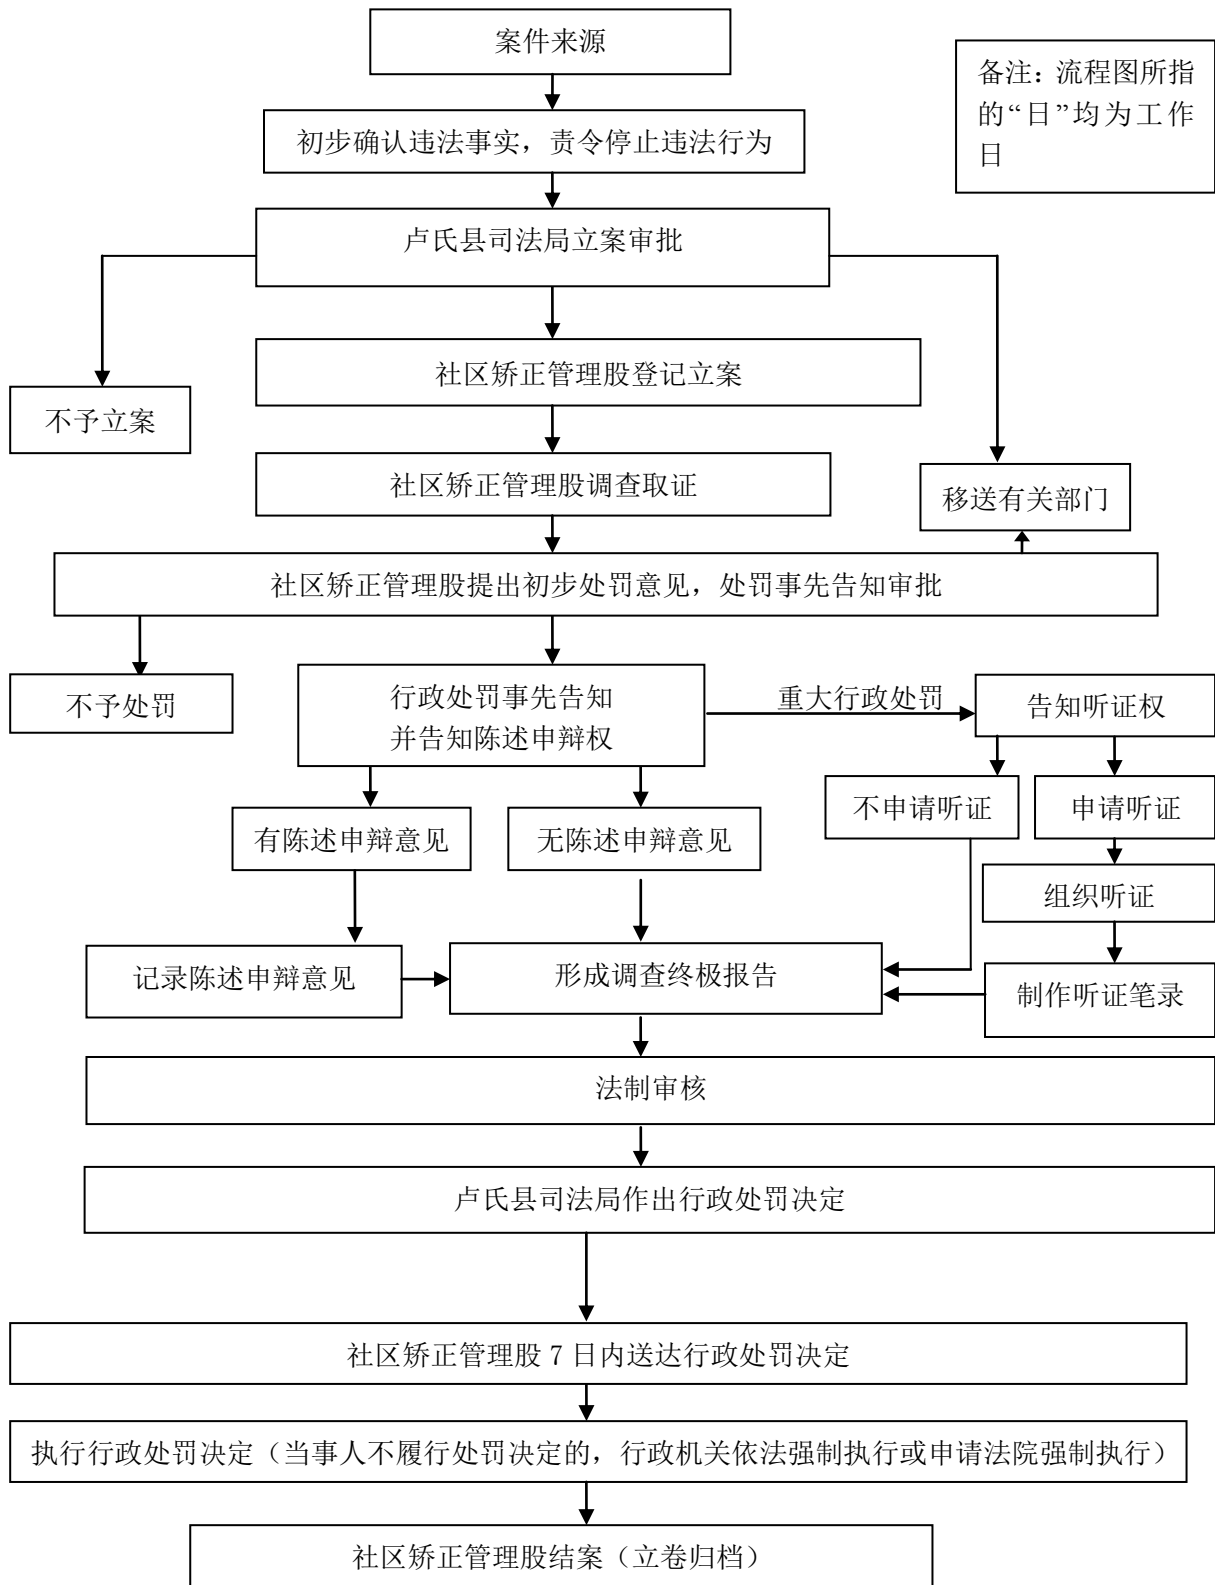 案件来源
备注：流程图所指
的“日”均为工作
日
初步确认违法事实，责令停止违法行为
卢氏县司法局立案审批
社区矫正管理股登记立案
不予立案
社区矫正管理股调查取证
移送有关部门
社区矫正管理股提出初步处罚意见，处罚事先告知审批
不予处罚
行政处罚事先告知
并告知陈述申辩权
重大行政处罚
告知听证权
不申请听证
申请听证
有陈述申辩意见
无陈述申辩意见
组织听证
记录陈述申辩意见
形成调查终极报告
制作听证笔录
法制审核
卢氏县司法局作出行政处罚决定
社区矫正管理股 7 日内送达行政处罚决定
执行行政处罚决定（当事人不履行处罚决定的，行政机关依法强制执行或申请法院强制执行）
社区矫正管理股结案（立卷归档）